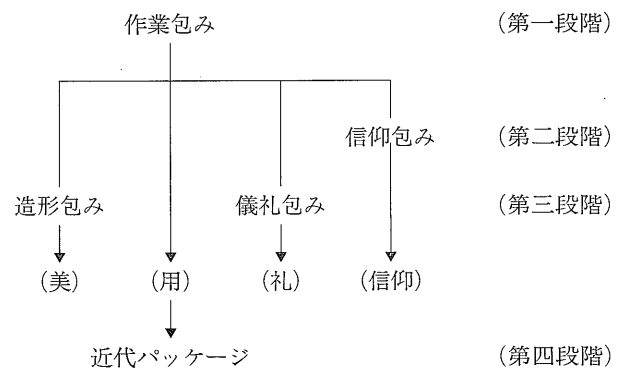 作業包み (第一段階)
信仰包み (第二段階)
造形包み 儀礼包み (第三段階)
(美) (用) (礼) (信仰)
近代パッケージ (第四段階)